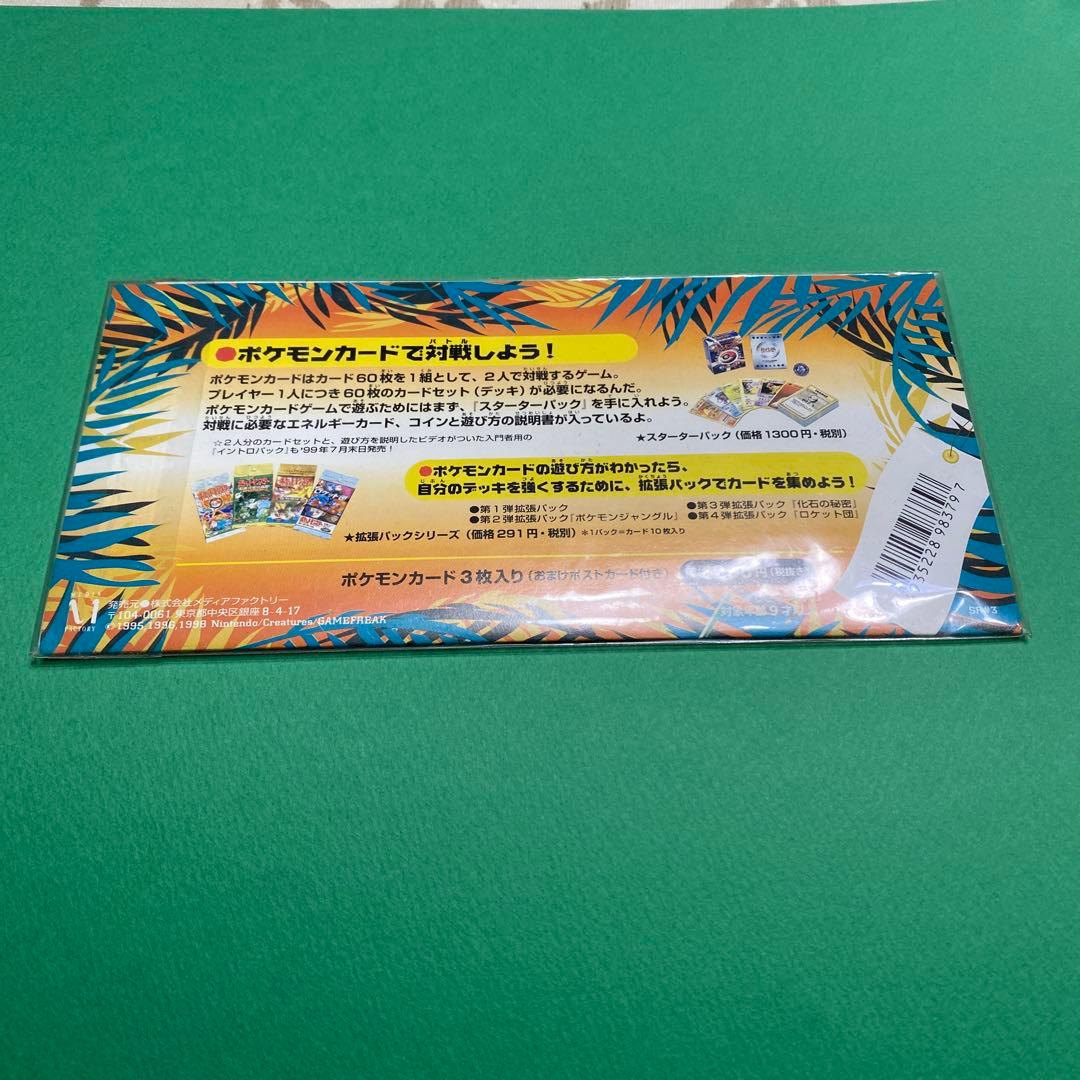 ●ポケモンカードで対戦しよう!
バトル
ポケモンカードはカード60枚を1組として、2人で対戦するゲーム。
プレイヤー1人につき60枚のカードセット(デッキ)が必要になるんだ。
ポケモンカードゲームで遊ぶためにはまず、『スターターパック』を手に入れよう。
対戦に必要なエネルギーカード、コインと遊び方の説明書が入っているよ。
☆2人分のカードセットと、遊び方を説明したビデオがついた入門者用の
『イントロパック』も'99年7月末日発売!
★スターターパック(価格1300円・税別)
●ポケモンカードの遊び方がわかったら、
自分のデッキを強くするために、拡張パックでカードを集めよう!
●第1弾拡張パック
●第2弾拡張パック『ポケモンジャングル』
●第3弾拡張パック『化石の秘密』
●第4弾拡張パック『ロケット団』
★拡張パックシリーズ(価格291円・税別)*1パック=カード10枚入り
ポケモンカード3枚入り(おまけポストカード付き)
円(税抜き)
対象年齢9才
MEDIA
FACTORY
発売元●株式会社メディアファクトリー
〒104-0061 東京都中央区銀座8-4-17
©1995,1996,1998 Nintendo/Creatures/GAMEFREAK
35228 98379 7